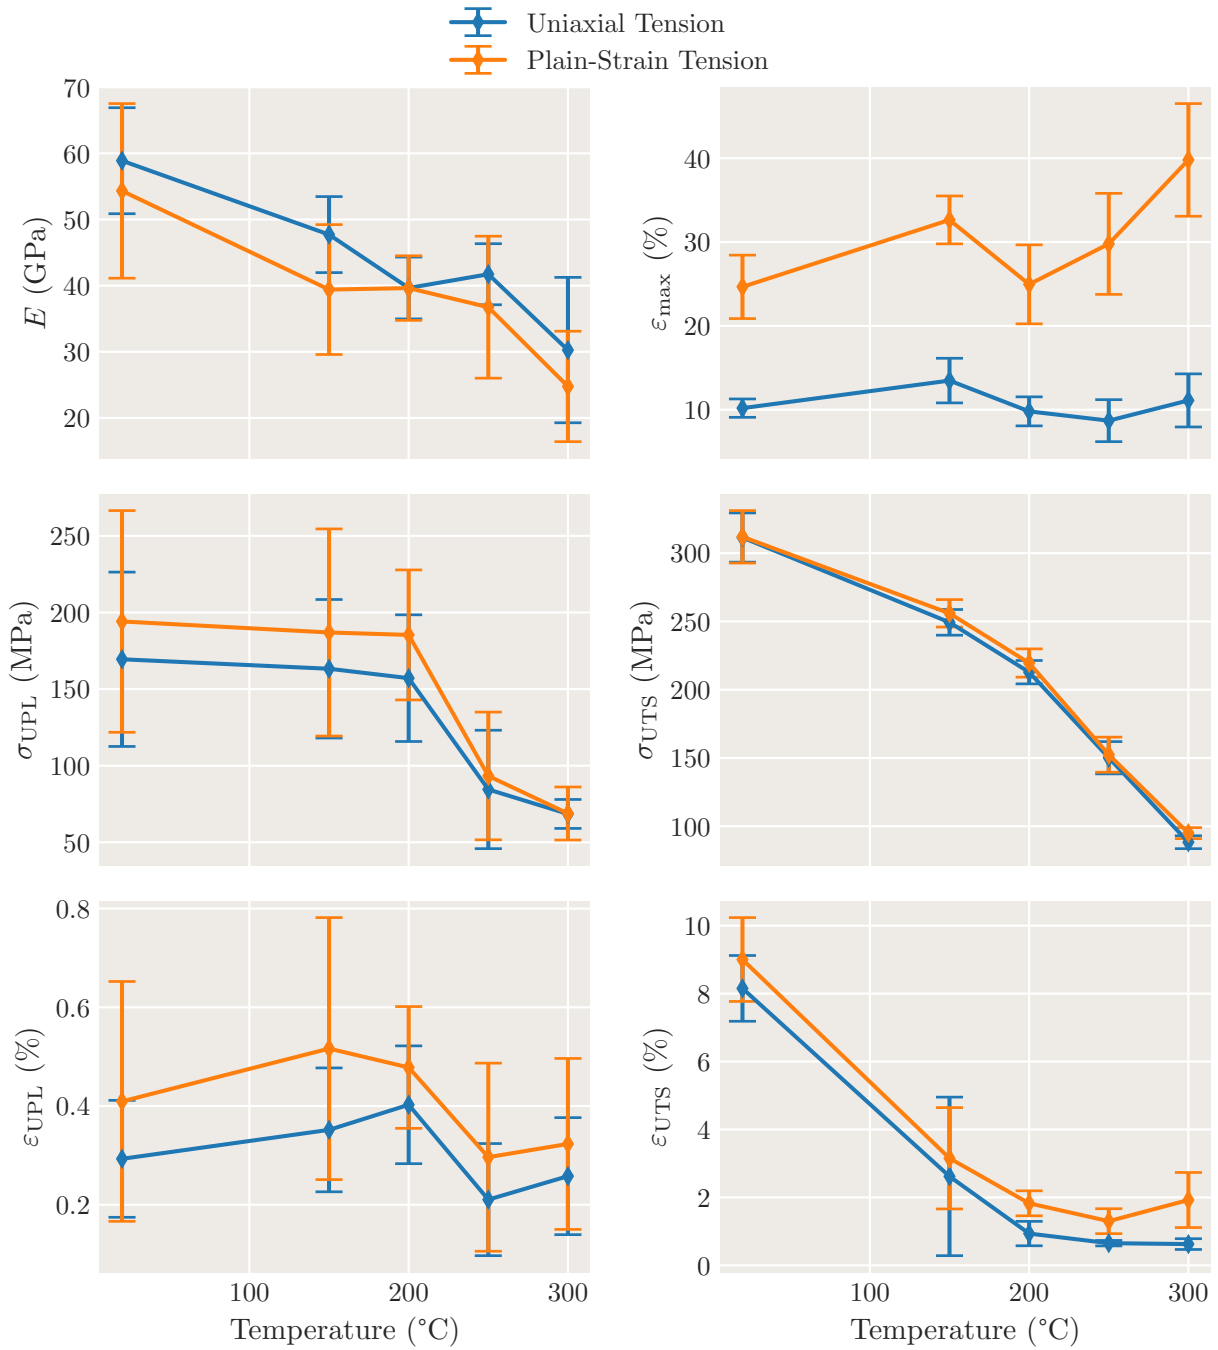 Uniaxial Tension
Plain-Strain Tension
70
60
50
40
30
20
E (GPa)
40
30
20
10
εmax (%)
250
200
150
100
50
σUPL (MPa)
300
250
200
150
100
σUTS (MPa)
0.8
0.6
0.4
0.2
εUPL (%)
100 200 300
Temperature (°C)
10
8
6
4
2
0
εUTS (%)
100 200 300
Temperature (°C)